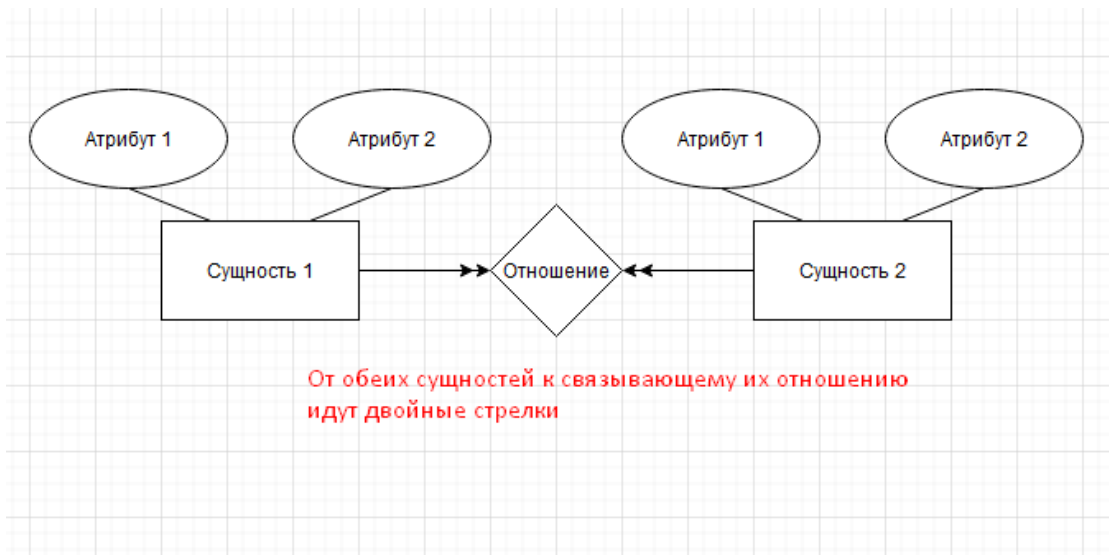 Атрибут 1
Атрибут 2
Атрибут 1
Атрибут 2
Сущность 1
Отношение
Сущность 2
От обеих сущностей к связывающему их отношению
идут двойные стрелки